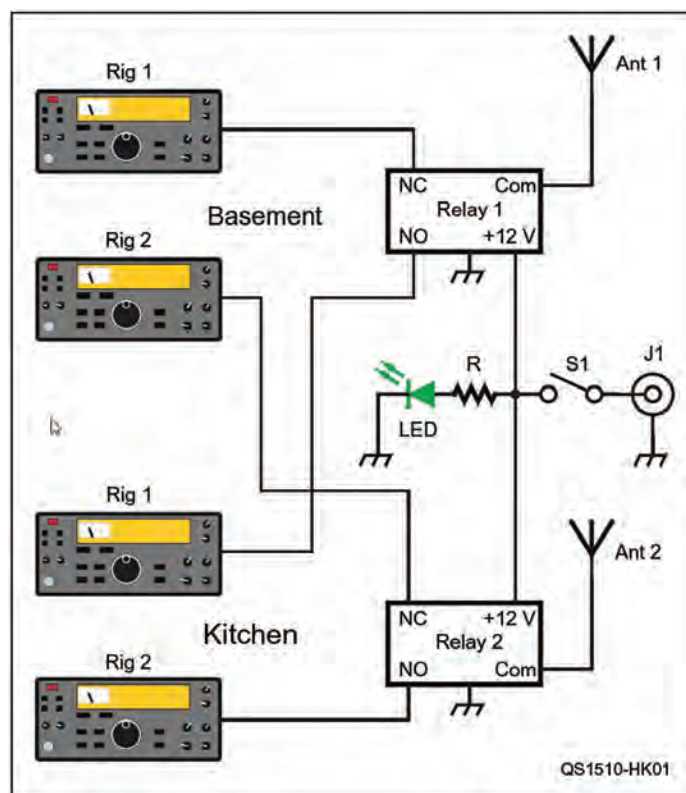 Rig 1
Ant 1
NC Com
Relay 1
NO +12 V
Basement
Rig 2
R
S1
J1
LED
Rig 1
Ant 2
Kitchen
NC +12 V
Relay 2
NO Com
Rig 2
QS1510-HK01